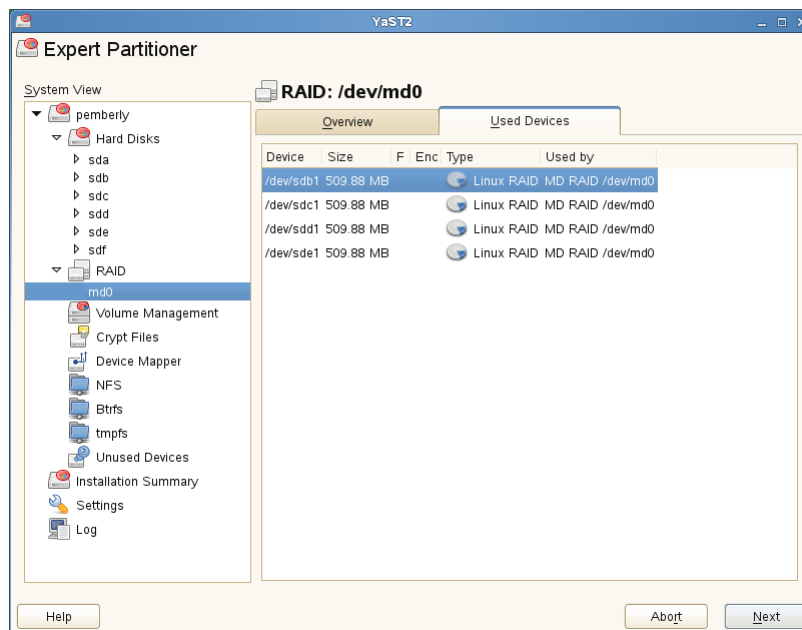 YaST2
Expert Partitioner
System View
pemberly
Hard Disks
sda
sdb
sdc
sdd
sde
sdf
RAID
md0
Volume Management
Crypt Files
Device Mapper
NFS
Btrfs
tmpfs
Unused Devices
Installation Summary
Settings
Log
RAID: /dev/md0
Overview
Used Devices
Device Size F Enc Type Used by
/dev/sdb1 509.88 MB Linux RAID MD RAID /dev/md0
/dev/sdc1 509.88 MB Linux RAID MD RAID /dev/md0
/dev/sdd1 509.88 MB Linux RAID MD RAID /dev/md0
/dev/sde1 509.88 MB Linux RAID MD RAID /dev/md0
Help
Abort
Next